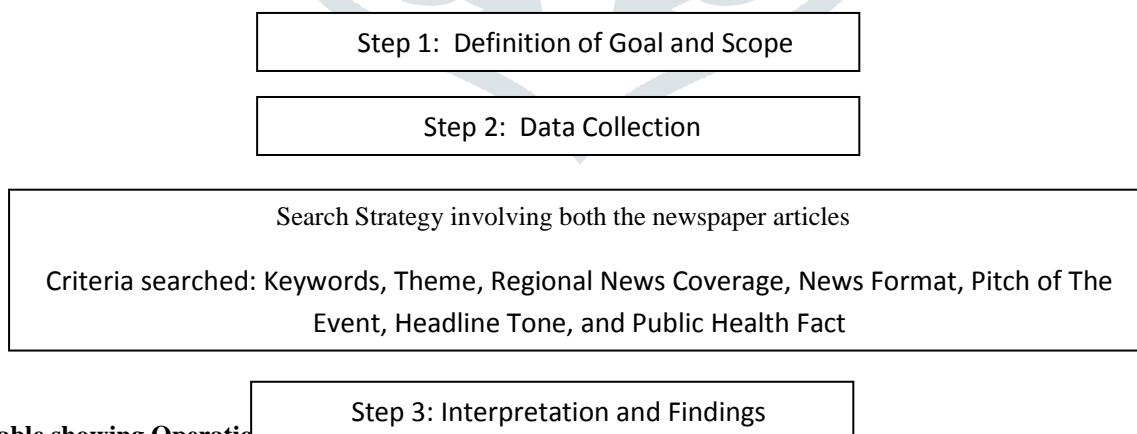 Step 1: Definition of Goal and Scope
Step 2: Data Collection
Search Strategy involving both the newspaper articles
Criteria searched: Keywords, Theme, Regional News Coverage, News Format, Pitch of The
Event, Headline Tone, and Public Health Fact
Step 3: Interpretation and Findings
showing